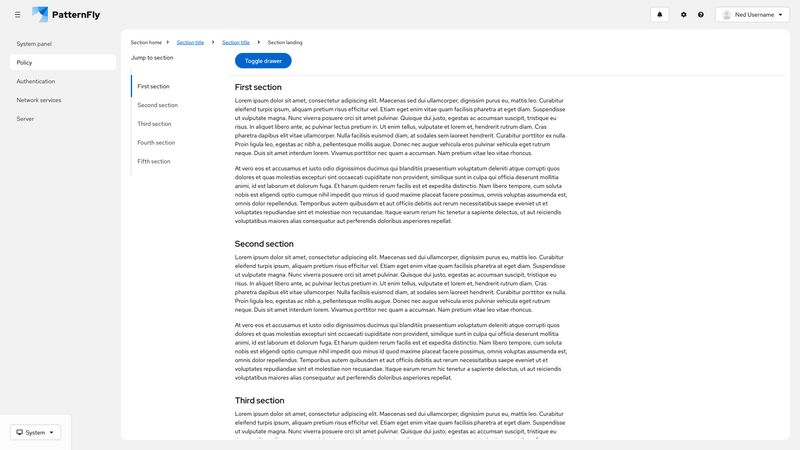 PatternFly
Ned Username
System panel
Policy
Authentication
Network services
Server
System
Section home
Section title
Section title
Section landing
Jump to section
First section
Second section
Third section
Fourth section
Fifth section
Toggle drawer
First section
Lorem ipsum dolor sit amet, consectetur adipiscing elit. Maecenas sed dui ullamcorper, dignissim purus eu, mattis leo. Curabitur
eleifend turpis ipsum, aliquam pretium risus efficitur vel. Etiam eget enim vitae quam facilisis pharetra at eget diam. Suspendisse
ut vulputate magna. Nunc viverra posuere orci sit amet pulvinar. Quisque dui justo, egestas ac accumsan suscipit, tristique eu
risus. In aliquet libero ante, ac pulvinar lectus pretium in. Ut enim tellus, vulputate et lorem et, hendrerit rutrum diam. Cras
pharetra dapibus elit vitae ullamcorper. Nulla facilisis euismod diam, at sodales sem laoreet hendrerit. Curabitur porttitor ex nulla.
Proin ligula leo, egestas ac nibh a, pellentesque mollis augue. Donec nec augue vehicula eros pulvinar vehicula eget rutrum
neque. Duis sit amet interdum lorem. Vivamus porttitor nec quam a accumsan. Nam pretium vitae leo vitae rhoncus.
At vero eos et accusamus et iusto odio dignissimos ducimus qui blanditiis praesentium voluptatum deleniti atque corrupti quos
dolores et quas molestias excepturi sint occaecati cupiditate non provident, similique sunt in culpa qui officia deserunt mollitia
animi, id est laborum et dolorum fuga. Et harum quidem rerum facilis est et expedita distinctio. Nam libero tempore, cum soluta
nobis est eligendi optio cumque nihil impedit quo minus id quod maxime placeat facere possimus, omnis voluptas assumenda est,
omnis dolor repellendus. Temporibus autem quibusdam et aut officiis debitis aut rerum necessitatibus saepe eveniet ut et
voluptates repudiandae sint et molestiae non recusandae. Itaque earum rerum hic tenetur a sapiente delectus, ut aut reiciendis
voluptatibus maiores alias consequatur aut perferendis doloribus asperiores repellat.
Second section
Lorem ipsum dolor sit amet, consectetur adipiscing elit. Maecenas sed dui ullamcorper, dignissim purus eu, mattis leo. Curabitur
eleifend turpis ipsum, aliquam pretium risus efficitur vel. Etiam eget enim vitae quam facilisis pharetra at eget diam. Suspendisse
ut vulputate magna. Nunc viverra posuere orci sit amet pulvinar. Quisque dui justo, egestas ac accumsan suscipit, tristique eu
risus. In aliquet libero ante, ac pulvinar lectus pretium in. Ut enim tellus, vulputate et lorem et, hendrerit rutrum diam. Cras
pharetra dapibus elit vitae ullamcorper. Nulla facilisis euismod diam, at sodales sem laoreet hendrerit. Curabitur porttitor ex nulla.
Proin ligula leo, egestas ac nibh a, pellentesque mollis augue. Donec nec augue vehicula eros pulvinar vehicula eget rutrum
neque. Duis sit amet interdum lorem. Vivamus porttitor nec quam a accumsan. Nam pretium vitae leo vitae rhoncus.
At vero eos et accusamus et iusto odio dignissimos ducimus qui blanditiis praesentium voluptatum deleniti atque corrupti quos
dolores et quas molestias excepturi sint occaecati cupiditate non provident, similique sunt in culpa qui officia deserunt mollitia
animi, id est laborum et dolorum fuga. Et harum quidem rerum facilis est et expedita distinctio. Nam libero tempore, cum soluta
nobis est eligendi optio cumque nihil impedit quo minus id quod maxime placeat facere possimus, omnis voluptas assumenda est,
omnis dolor repellendus. Temporibus autem quibusdam et aut officiis debitis aut rerum necessitatibus saepe eveniet ut et
voluptates repudiandae sint et molestiae non recusandae. Itaque earum rerum hic tenetur a sapiente delectus, ut aut reiciendis
voluptatibus maiores alias consequatur aut perferendis doloribus asperiores repellat.
Third section
Lorem ipsum dolor sit amet, consectetur adipiscing elit. Maecenas sed dui ullamcorper, dignissim purus eu, mattis leo. Curabitur
eleifend turpis ipsum, aliquam pretium risus efficitur vel. Etiam eget enim vitae quam facilisis pharetra at eget diam. Suspendisse
ut vulputate magna. Nunc viverra posuere orci sit amet pulvinar. Quisque dui justo, egestas ac accumsan suscipit, tristique eu